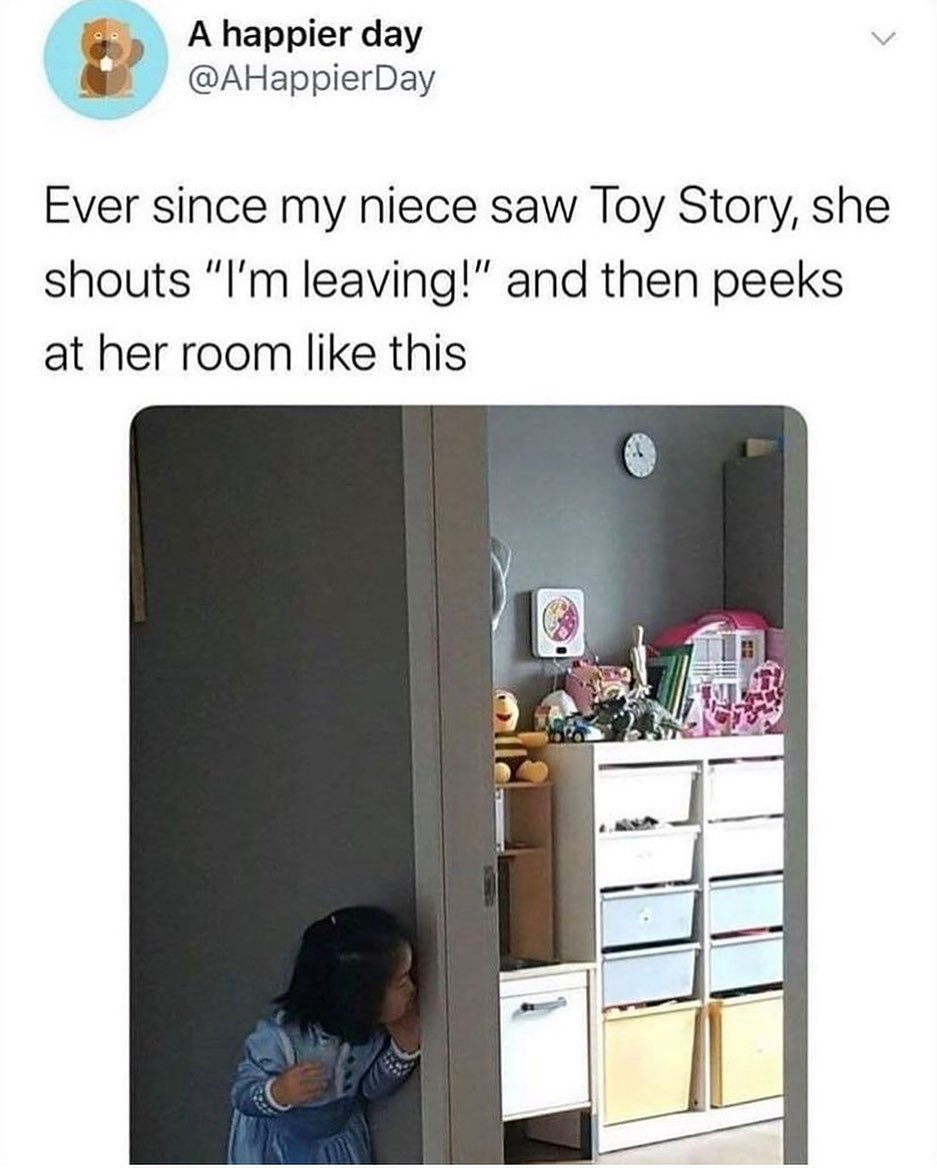 A happier day
@AHappierDay
Ever since my niece saw Toy Story, she
shouts "I'm leaving!" and then peeks
at her room like this